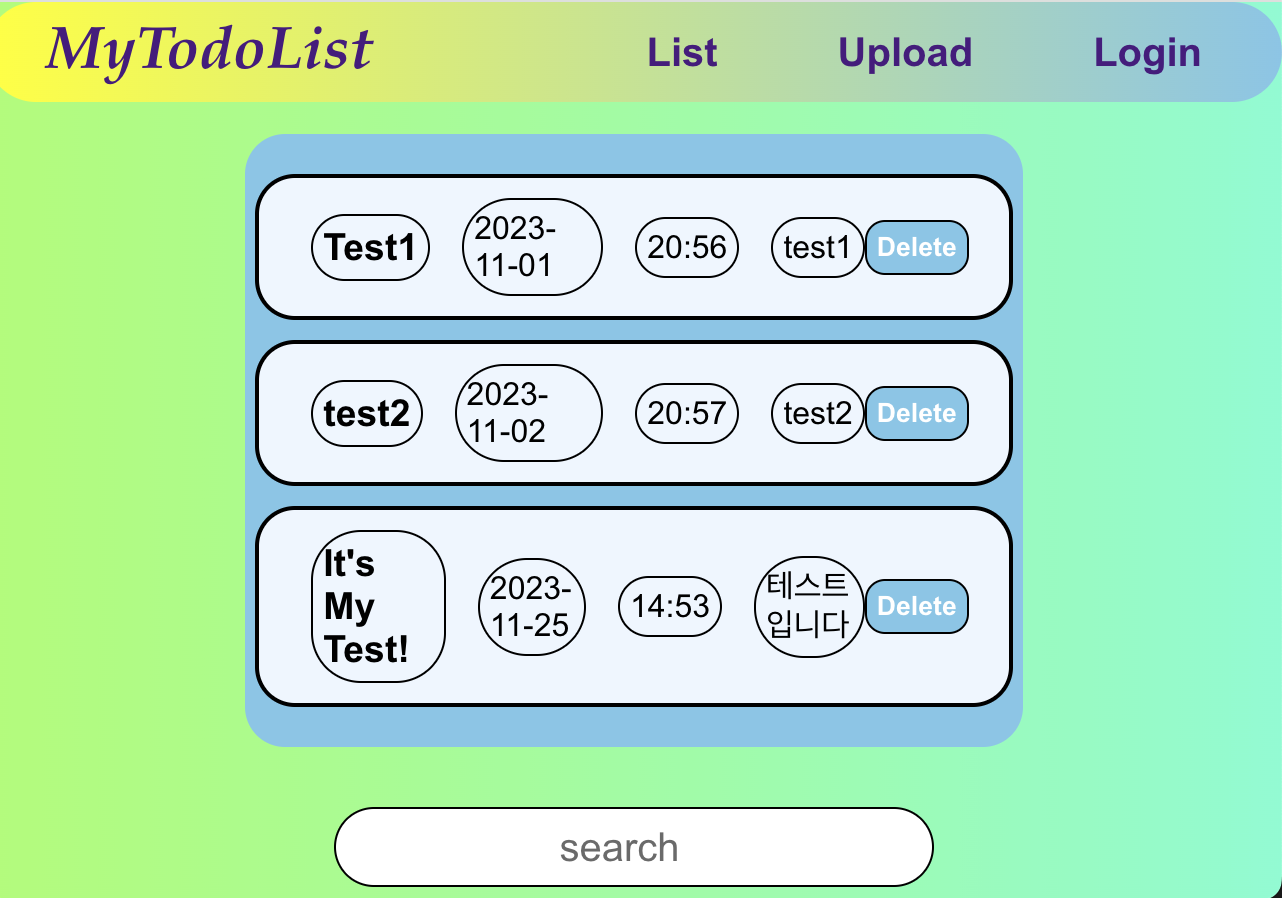 MyTodoList List Upload Login
Test1
2023-
11-01
20:56
test1
Delete
test2
2023-
11-02
20:57
test2
Delete
It's
My
Test!
2023-
11-25
14:53
테스트
입니다
Delete
search